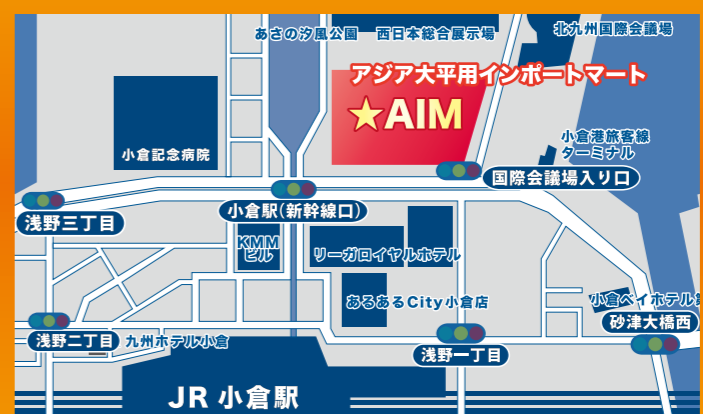 あさの汐風公園
西日本総合展示場
北九州国際会議場
アジア大平用インポートマート
★AIM
小倉記念病院
小倉港旅客線
ターミナル
国際会議場入り口
小倉駅(新幹線口)
浅野三丁目
KMM
ビル
リーガロイヤルホテル
あるあるCity小倉店
小倉ベイホテル
砂津大橋西
浅野二丁目
九州ホテル小倉
浅野一丁目
JR 小倉駅